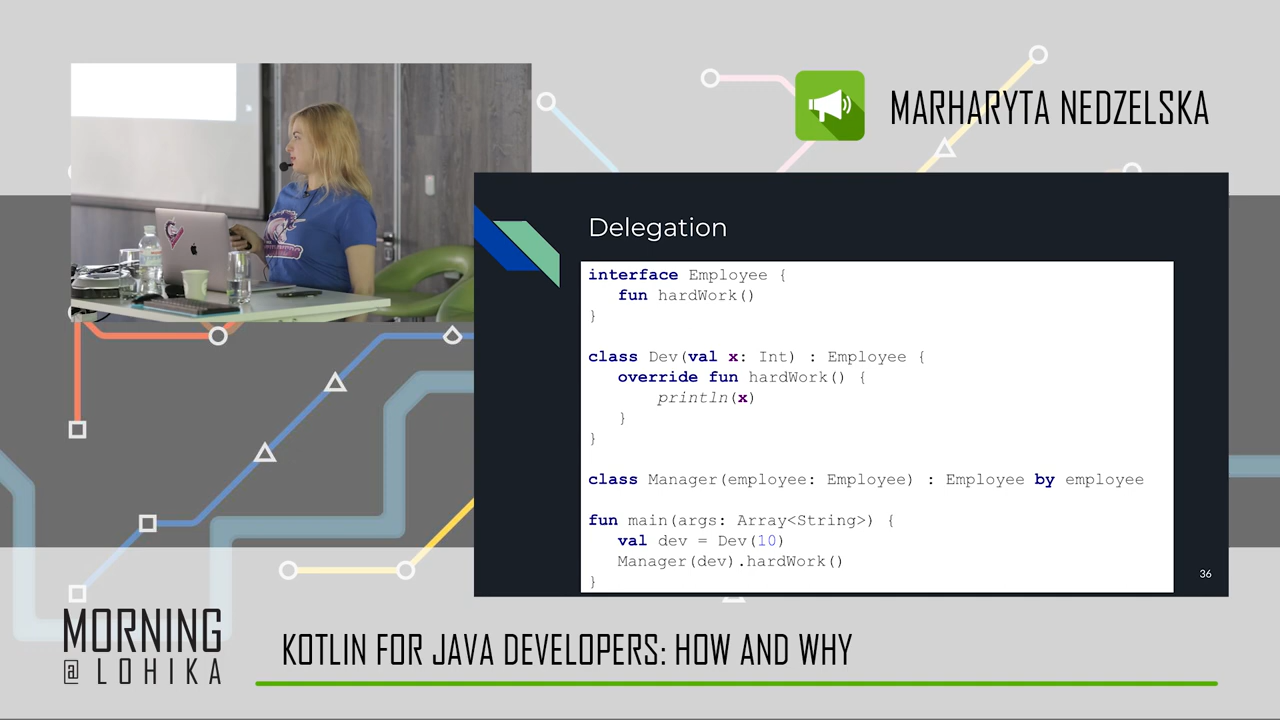 MARHARYTA NEDZELSKA
Delegation
interface Employee {
fun hardWork()
}
class Dev(val x: Int) : Employee {
override fun hardWork() {
println(x)
}
}
class Manager(employee: Employee) : Employee by employee
fun main(args: Array<String>) {
val dev = Dev(10)
Manager(dev).hardWork()
}
36
MORNING
@ LOHIKA
KOTLIN FOR JAVA DEVELOPERS: HOW AND WHY